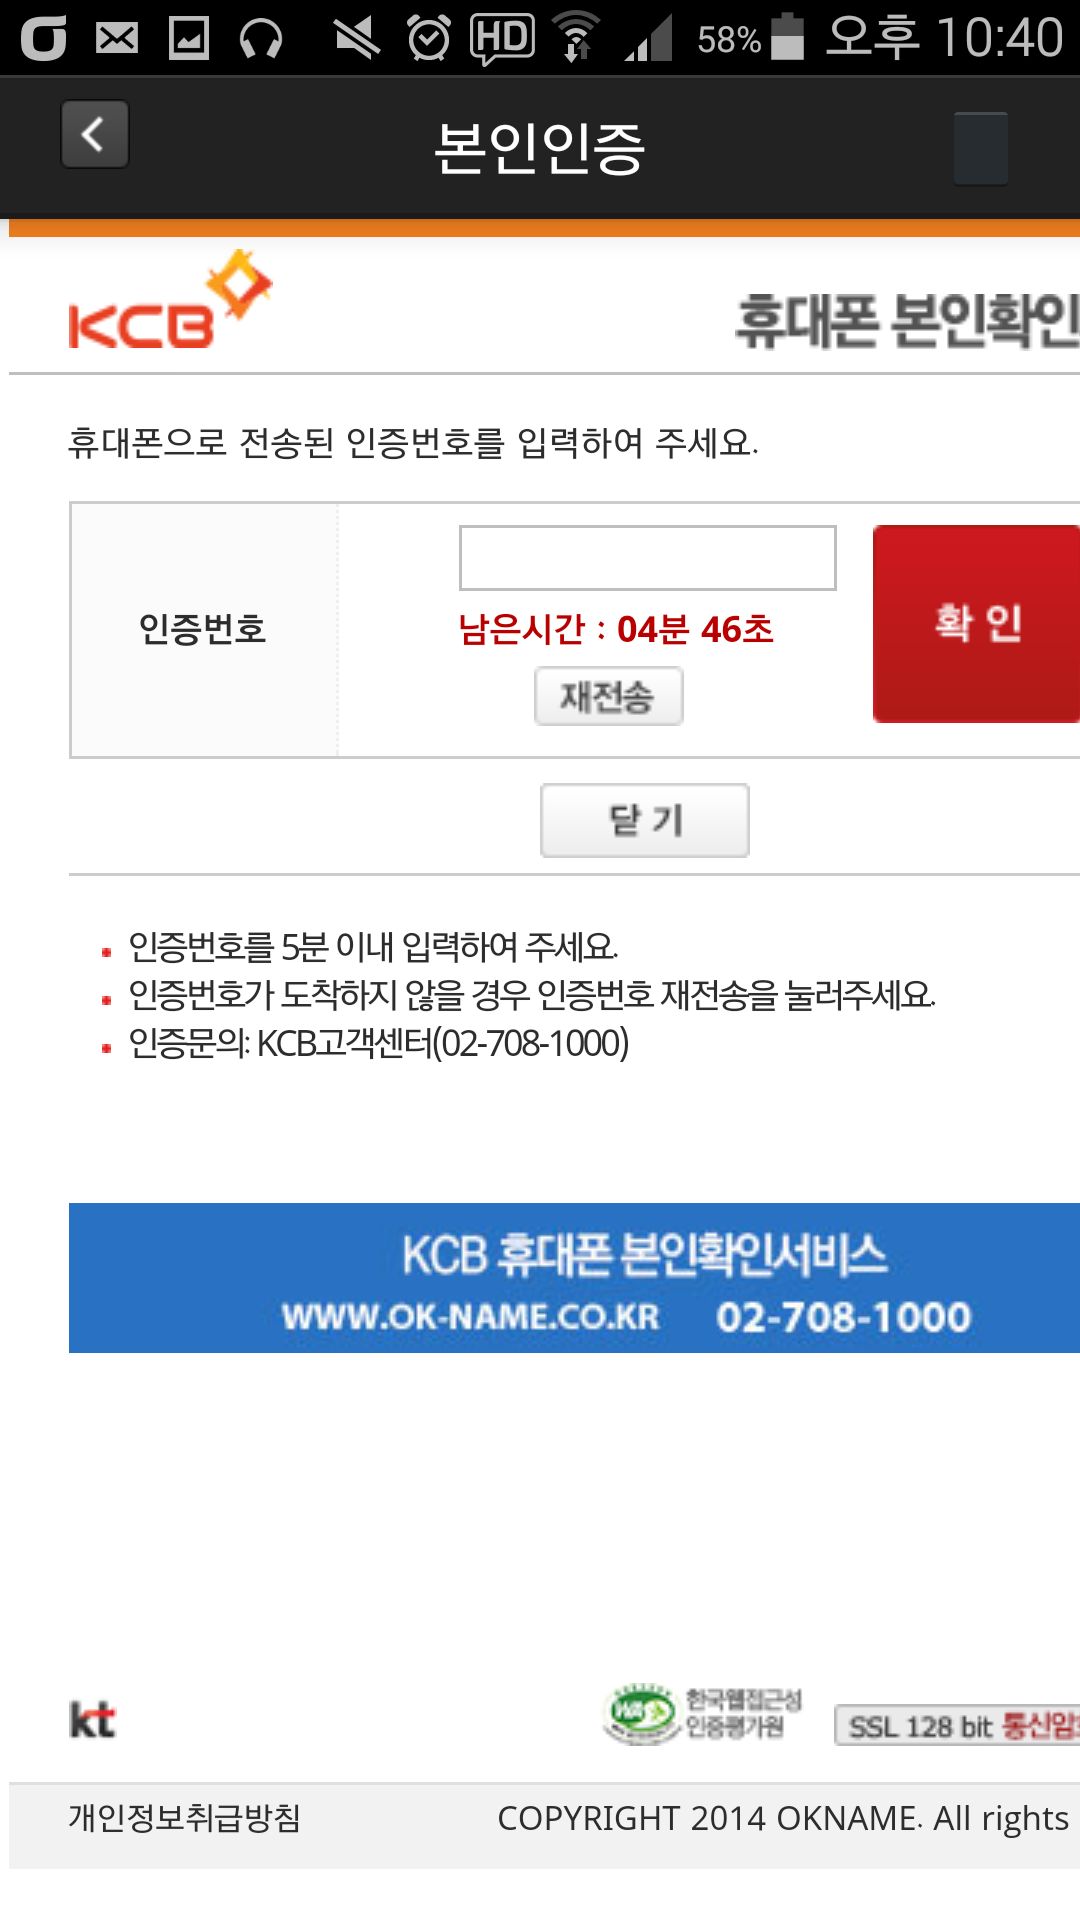 HD 58% 오후 10:40
본인인증
KCB
휴대폰 본인확인
휴대폰으로 전송된 인증번호를 입력하여 주세요.
인증번호
남은시간 : 04분 46초
재전송
확 인
닫 기
인증번호를 5분 이내 입력하여 주세요.
인증번호가 도착하지 않을 경우 인증번호 재전송을 눌러주세요.
인증문의: KCB고객센터(02-708-1000)
KCB 휴대폰 본인확인서비스
WWW.OK-NAME.CO.KR 02-708-1000
kt
WA
한국웹접근성
인증평가원
SSL 128 bit 통신암
개인정보취급방침
COPYRIGHT 2014 OKNAME. All rights